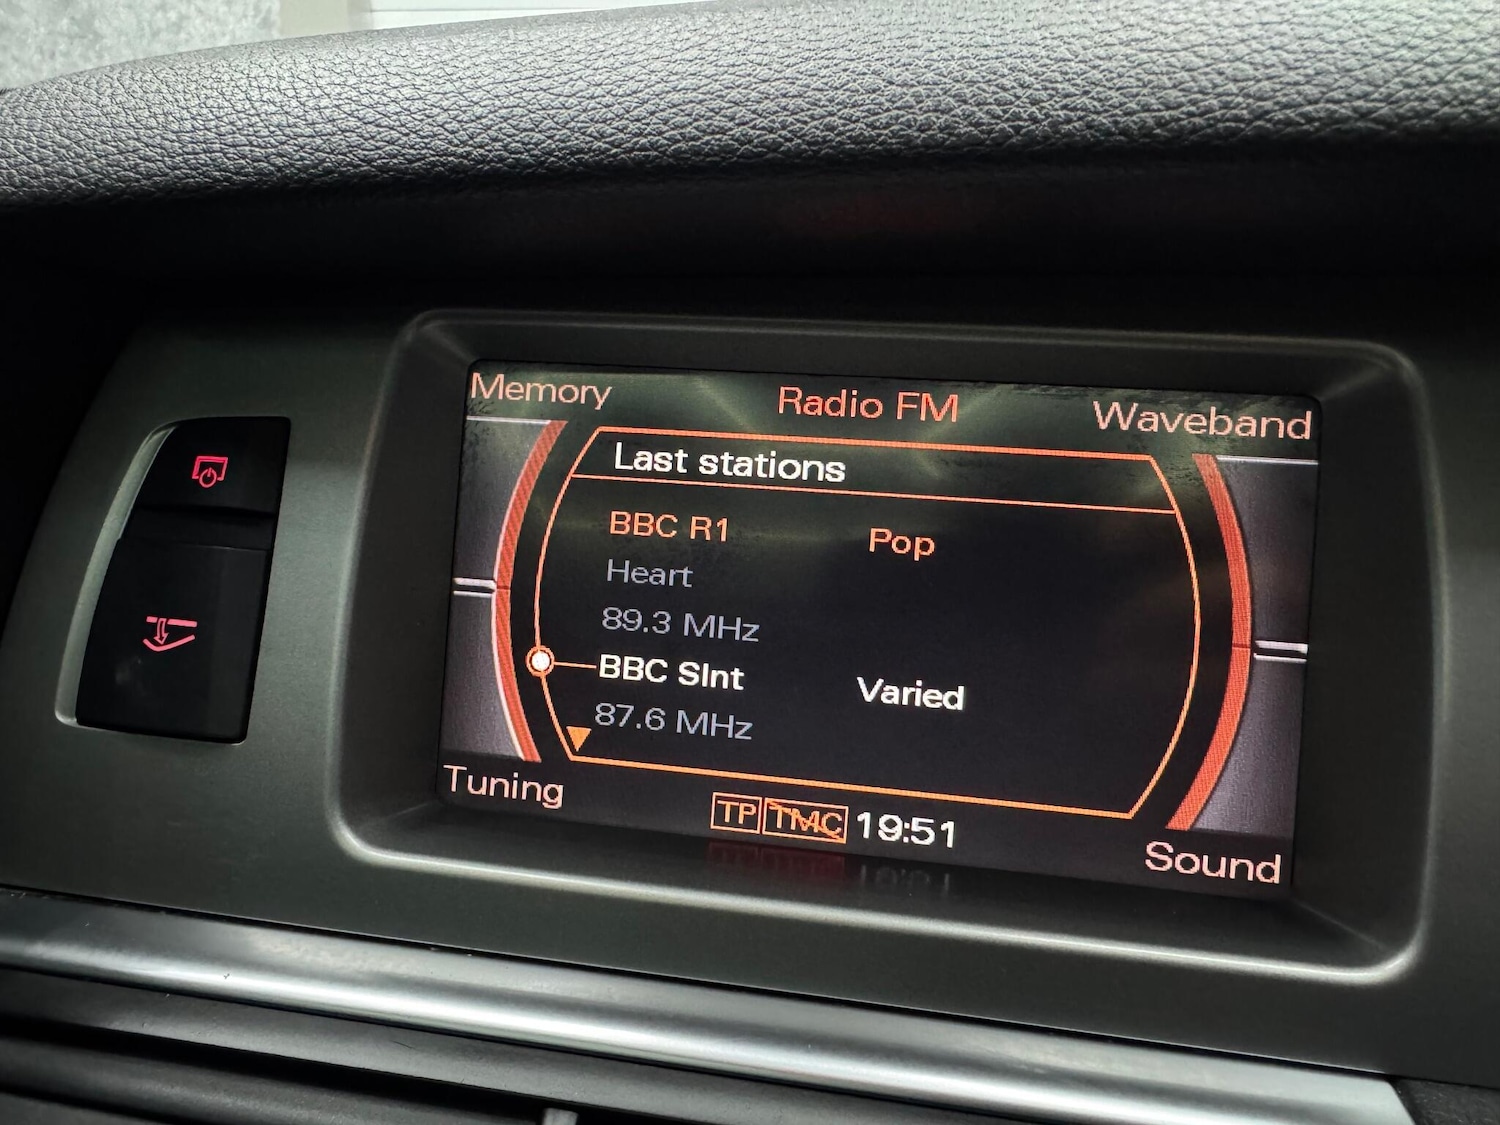 Memory
Radio FM
Waveband
Last stations
BBC R1 Pop
Heart
89.3 MHz
BBC SInt Varied
87.6 MHz
Tuning
TP TMC 19:51
Sound